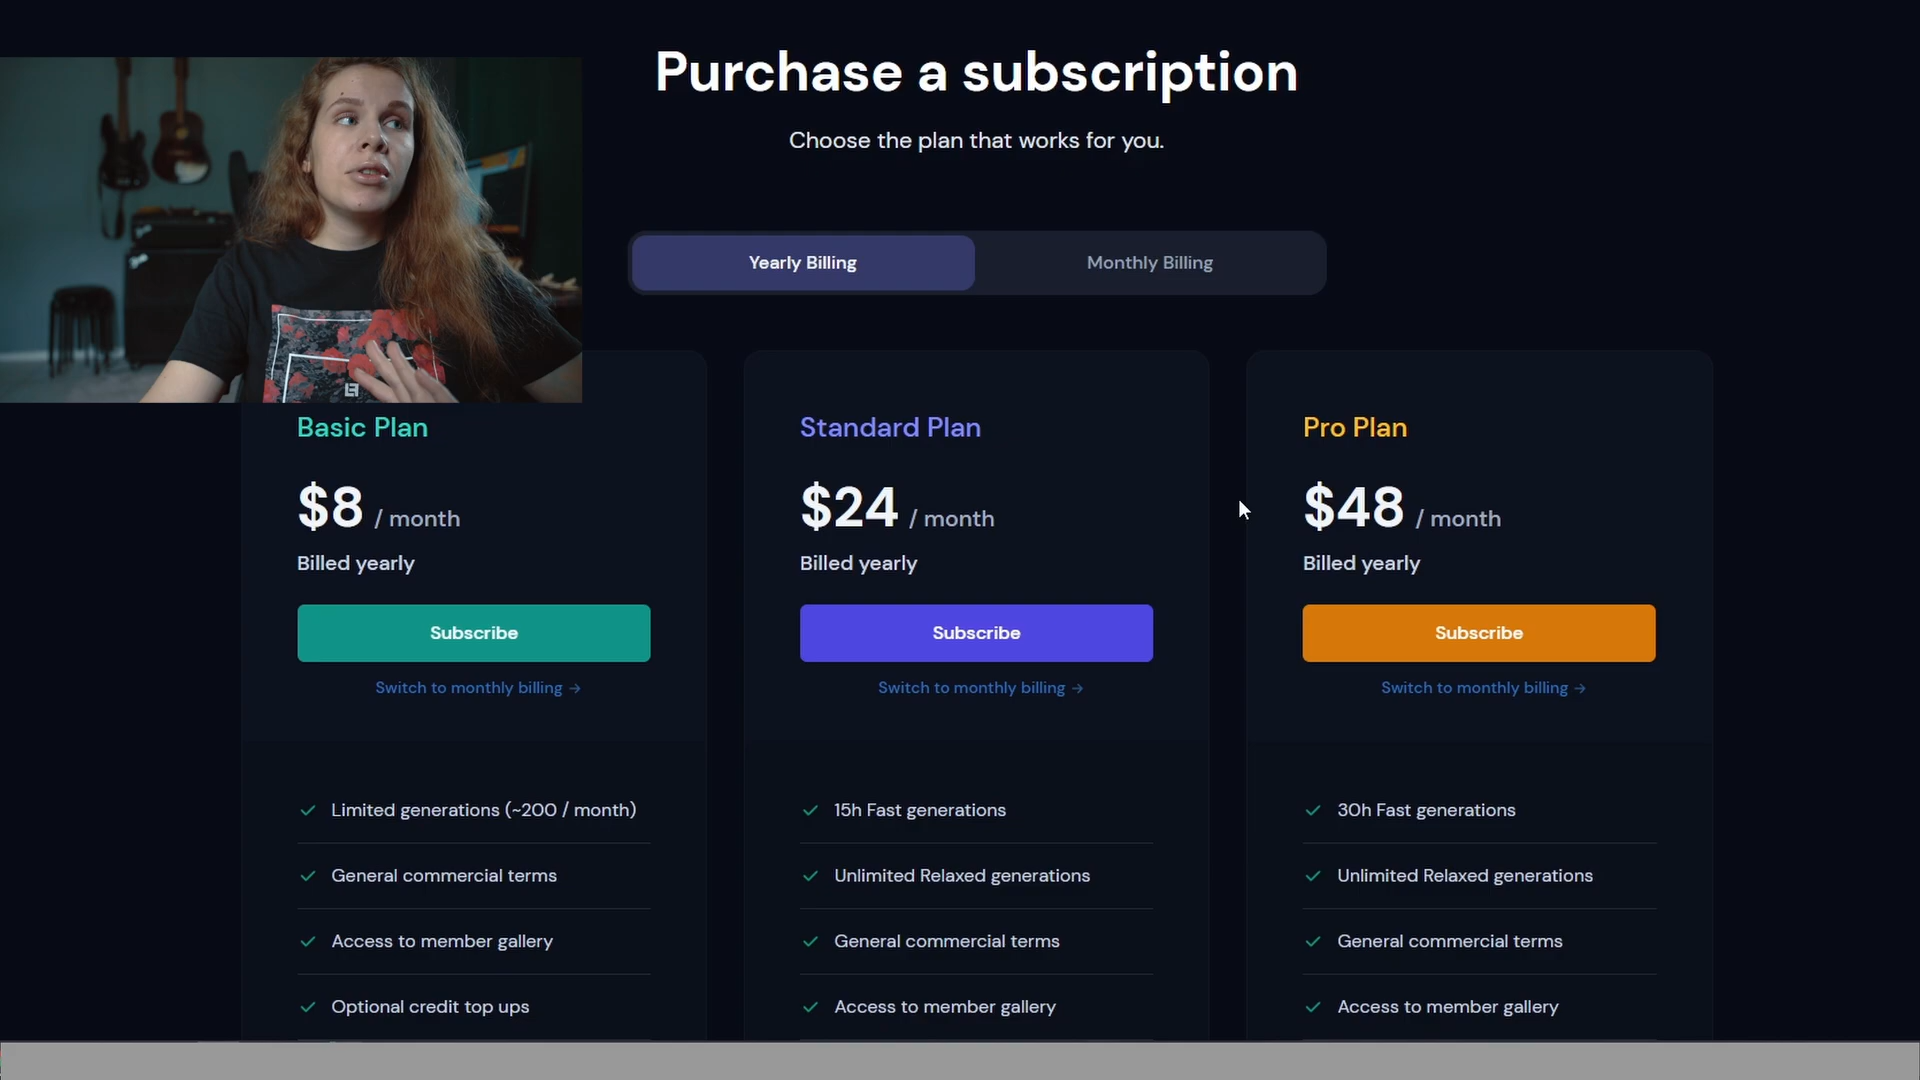 Purchase a subscription
Choose the plan that works for you.
Yearly Billing
Monthly Billing
Basic Plan
$8 / month
Billed yearly
Subscribe
Switch to monthly billing →
Limited generations (~200 / month)
General commercial terms
Access to member gallery
Optional credit top ups
Standard Plan
$24 / month
Billed yearly
Subscribe
Switch to monthly billing →
15h Fast generations
Unlimited Relaxed generations
General commercial terms
Access to member gallery
Pro Plan
$48 / month
Billed yearly
Subscribe
Switch to monthly billing →
30h Fast generations
Unlimited Relaxed generations
General commercial terms
Access to member gallery